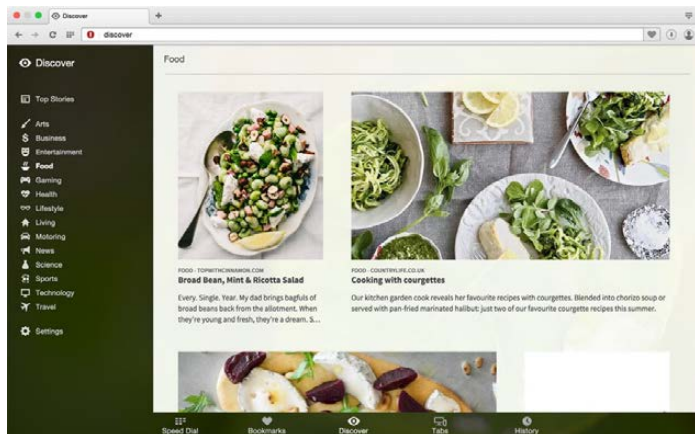 Discover
discover
Discover
Top Stories
Arts
Business
Entertainment
Food
Gaming
Health
Lifestyle
Living
Motoring
News
Science
Sports
Technology
Travel
Settings
Food
FOOD - TOPWITHCINNAMON.COM
Broad Bean, Mint & Ricotta Salad
Every. Single. Year. My dad brings bagfuls of
broad beans back from the allotment. When
they're young and fresh, they're a dream. S...
FOOD - COUNTRYLIFE.CO.UK
Cooking with courgettes
Our kitchen garden cook reveals her favourite recipes with courgettes. Blended into chorizo soup or
served with pan-fried marinated halibut: just two of our favourite courgette recipes this summer.
Speed Dial
Bookmarks
Discover
Tabs
History